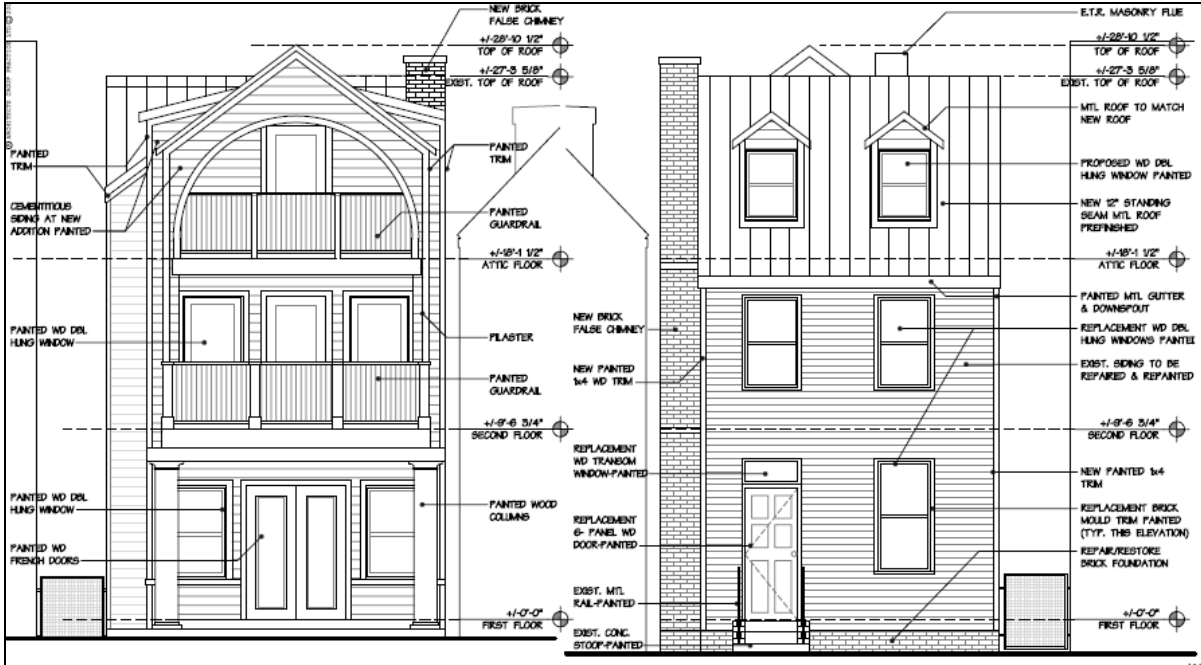 NEW BRICK
FALSE CHIMNEY
+/-28'-10 1/2"
TOP OF ROOF
+/-27'-3 5/8"
EXIST. TOP OF ROOF
PAINTED
TRIM
CEMENTITIOUS
SIDING AT NEW
ADDITION PAINTED
PAINTED
TRIM
PAINTED
GUARDRAIL
+/-18'-1 1/2"
ATTIC FLOOR
PAINTED WD DBL
HUNG WINDOW
PILASTER
PAINTED
GUARDRAIL
+/-9'-6 3/4"
SECOND FLOOR
PAINTED WD DBL
HUNG WINDOW
PAINTED WOOD
COLUMNS
PAINTED WD
FRENCH DOORS
+/-0'-0"
FIRST FLOOR
E.T.R. MASONRY FLUE
+/-28'-10 1/2"
TOP OF ROOF
+/-27'-3 5/8"
EXIST. TOP OF ROOF
MTL ROOF TO MATCH
NEW ROOF
PROPOSED WD DBL
HUNG WINDOW PAINTED
NEW 12" STANDING
SEAM MTL ROOF
PREFINISHED
+/-18'-1 1/2"
ATTIC FLOOR
PAINTED MTL GUTTER
& DOWNSPOUT
NEW BRICK
FALSE CHIMNEY
REPLACEMENT WD DBL
HUNG WINDOWS PAINTED
NEW PAINTED
1x4 WD TRIM
EXIST. SIDING TO BE
REPAIRED & REPAINTED
+/-9'-6 3/4"
SECOND FLOOR
REPLACEMENT
WD TRANSOM
WINDOW-PAINTED
NEW PAINTED 1x4
TRIM
REPLACEMENT
6- PANEL WD
DOOR-PAINTED
REPLACEMENT BRICK
MOULD TRIM PAINTED
(TYP. THIS ELEVATION)
REPAIR/RESTORE
BRICK FOUNDATION
EXIST. MTL
RAIL-PAINTED
+/-0'-0"
FIRST FLOOR
EXIST. CONC.
STOOP-PAINTED